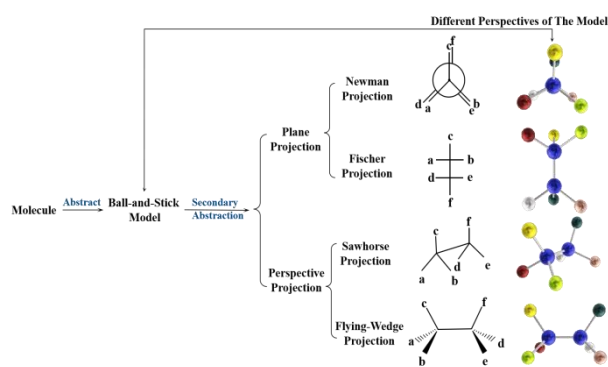 Different Perspectives of The Model
Newman
Projection
c
f
d
a
b
e
Plane
Projection
Fischer
Projection
c
a
b
d
e
f
Molecule
Abstract
Ball-and-Stick
Model
Secondary
Abstraction
Perspective
Projection
Sawhorse
Projection
c
f
a
b
d
e
Flying-Wedge
Projection
c
f
a
d
b
e